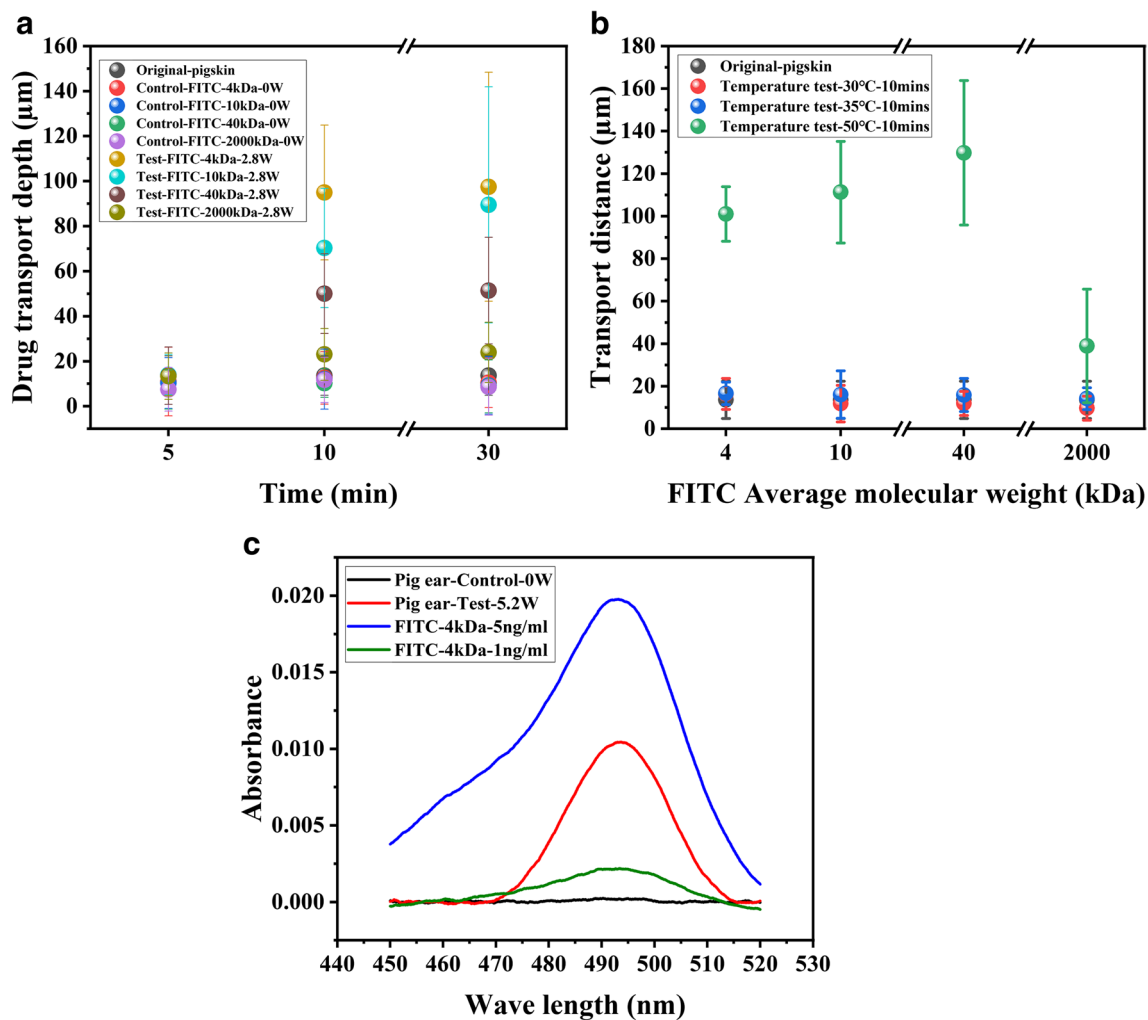 a
160
140
120
100
80
60
40
20
0
Drug transport depth (μm)
Original-pigskin
Control-FITC-4kDa-0W
Control-FITC-10kDa-0W
Control-FITC-40kDa-0W
Control-FITC-2000kDa-0W
Test-FITC-4kDa-2.8W
Test-FITC-10kDa-2.8W
Test-FITC-40kDa-2.8W
Test-FITC-2000kDa-2.8W
5 10 30
Time (min)
b
180
160
140
120
100
80
60
40
20
0
Transport distance (μm)
Original-pigskin
Temperature test-30°C-10mins
Temperature test-35°C-10mins
Temperature test-50°C-10mins
4 10 40 2000
FITC Average molecular weight (kDa)
c
0.020
0.015
0.010
0.005
0.000
Absorbance
Pig ear-Control-0W
Pig ear-Test-5.2W
FITC-4kDa-5ng/ml
FITC-4kDa-1ng/ml
440 450 460 470 480 490 500 510 520 530
Wave length (nm)